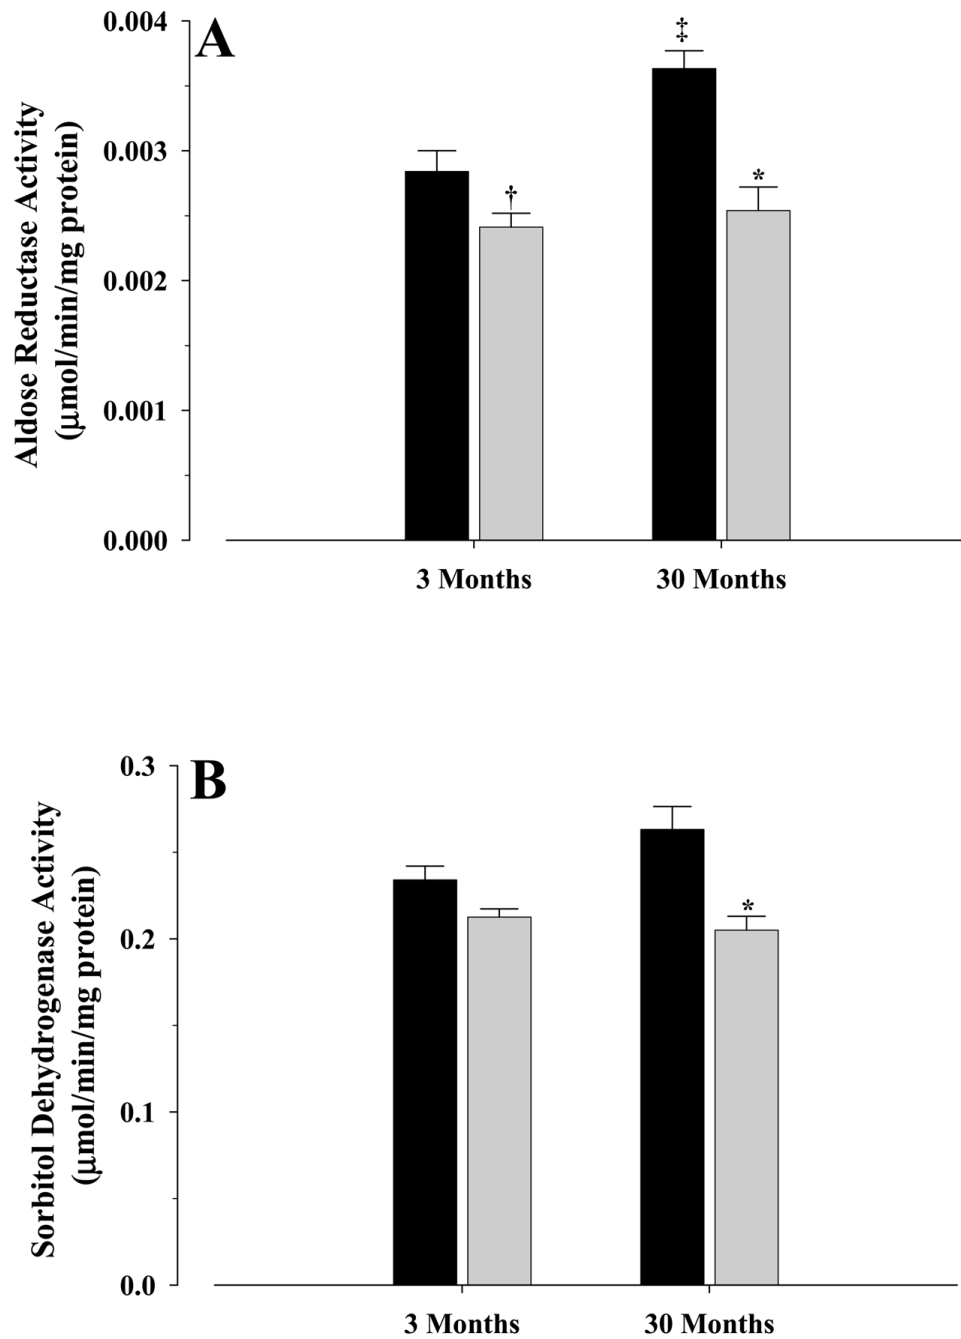 A
Aldose Reductase Activity
(μmol/min/mg protein)
0.004
0.003
0.002
0.001
0.000
‡
†
*
3 Months 30 Months
B
Sorbitol Dehydrogenase Activity
(μmol/min/mg protein)
0.3
0.2
0.1
0.0
*
3 Months 30 Months